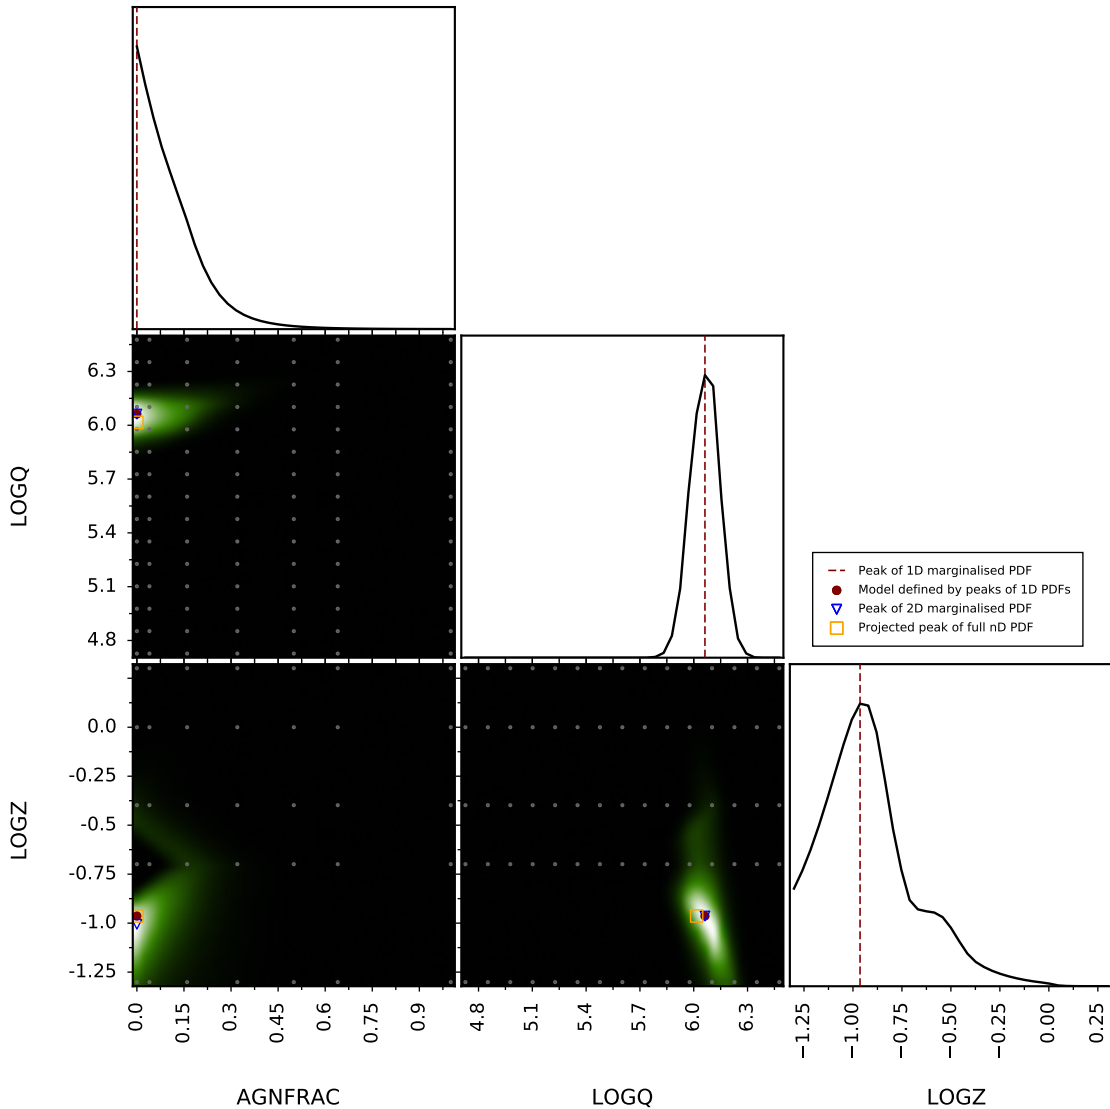 6.3
6.0
5.7
5.4
5.1
4.8
LOGQ
Peak of 1D marginalised PDF
Model defined by peaks of 1D PDFs
Peak of 2D marginalised PDF
Projected peak of full nD PDF
0.0
-0.25
-0.5
-0.75
-1.0
-1.25
LOGZ
0.0 0.15 0.3 0.45 0.6 0.75 0.9
4.8 5.1 5.4 5.7 6.0 6.3
−1.25 −1.00 −0.75 −0.50 −0.25 0.00 0.25
AGNFRAC LOGQ LOGZ